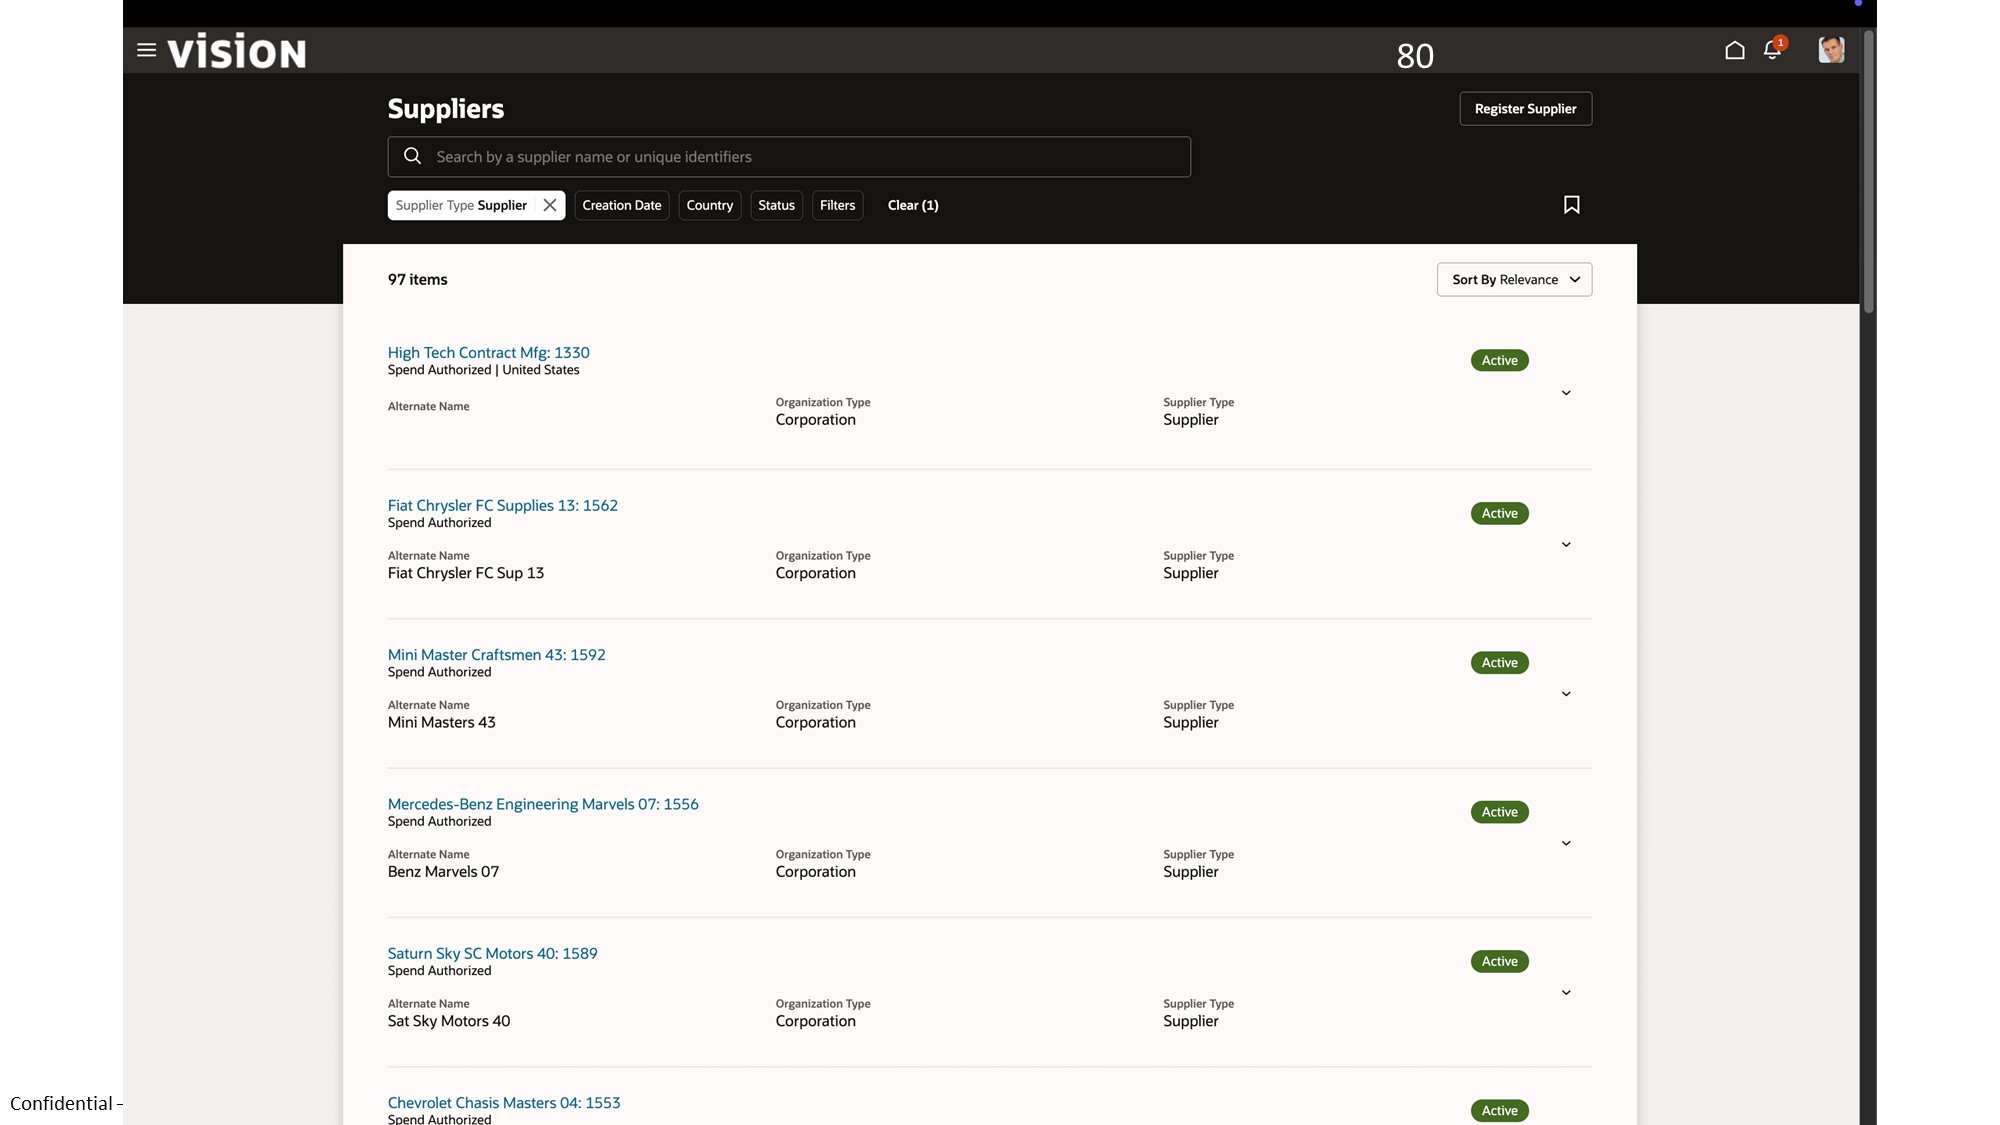 vision
80
1
Suppliers
Register Supplier
Search by a supplier name or unique identifiers
Supplier Type Supplier
Creation Date
Country
Status
Filters
Clear (1)
97 items
Sort By Relevance
High Tech Contract Mfg: 1330
Active
Spend Authorized | United States
Alternate Name
Organization Type
Supplier Type
Corporation
Supplier
Fiat Chrysler FC Supplies 13: 1562
Active
Spend Authorized
Alternate Name
Organization Type
Supplier Type
Fiat Chrysler FC Sup 13
Corporation
Supplier
Mini Master Craftsmen 43: 1592
Active
Spend Authorized
Alternate Name
Organization Type
Supplier Type
Mini Masters 43
Corporation
Supplier
Mercedes-Benz Engineering Marvels 07: 1556
Active
Spend Authorized
Alternate Name
Organization Type
Supplier Type
Benz Marvels 07
Corporation
Supplier
Saturn Sky SC Motors 40: 1589
Active
Spend Authorized
Alternate Name
Organization Type
Supplier Type
Sat Sky Motors 40
Corporation
Supplier
Chevrolet Chasis Masters 04: 1553
Active
Spend Authorized
Confidential –